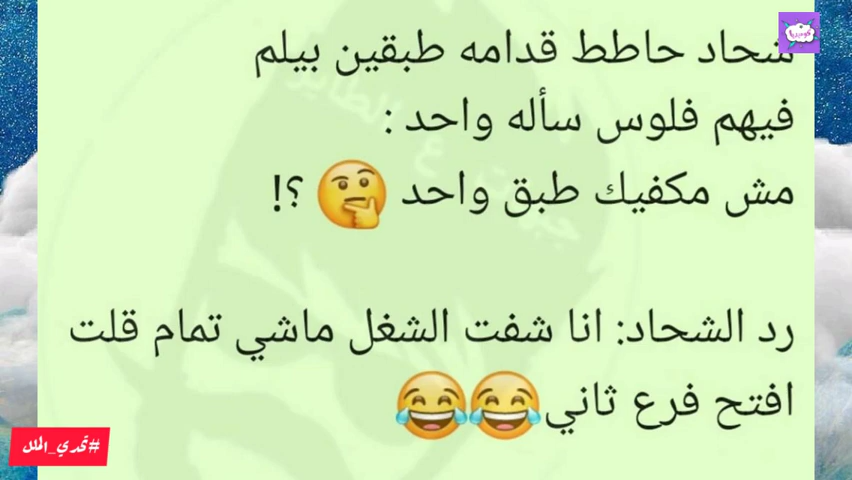 شحاد حاطط قدامه طبقين بيلم
فيهم فلوس سأله واحد :
مش مكفيك طبق واحد 🤔 ؟!
رد الشحاد: انا شفت الشغل ماشي تمام قلت
افتح فرع ثاني😂😂
#تحدي_الملل
كوميديا